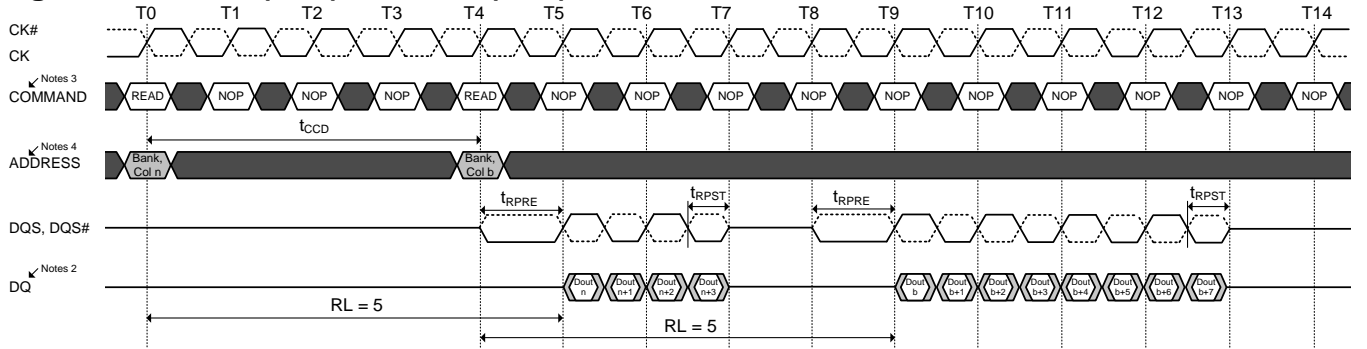 T0 T1 T2 T3 T4 T5 T6 T7 T8 T9 T10 T11 T12 T13 T14
CK#
CK
Notes 3
COMMAND READ NOP NOP NOP READ NOP NOP NOP NOP NOP NOP NOP NOP NOP NOP
tCCD
Notes 4
ADDRESS
Bank, Col n
Bank, Col b
tRPRE tRPST tRPRE tRPST
DQS, DQS#
Notes 2
DQ
Dout n
Dout n+1
Dout n+2
Dout n+3
Dout b
Dout b+1
Dout b+2
Dout b+3
Dout b+4
Dout b+5
Dout b+6
Dout b+7
RL = 5
RL = 5